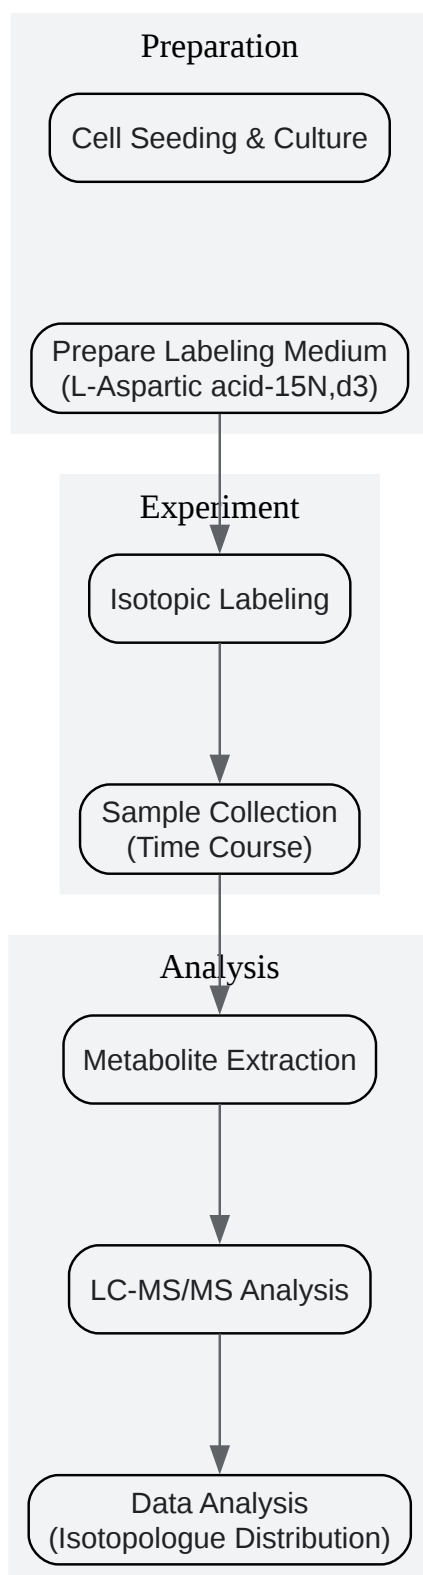 Preparation
Cell Seeding & Culture
Prepare Labeling Medium
(L-Aspartic acid-15N,d3)
Experiment
Isotopic Labeling
Sample Collection
(Time Course)
Analysis
Metabolite Extraction
LC-MS/MS Analysis
Data Analysis
(Isotopologue Distribution)